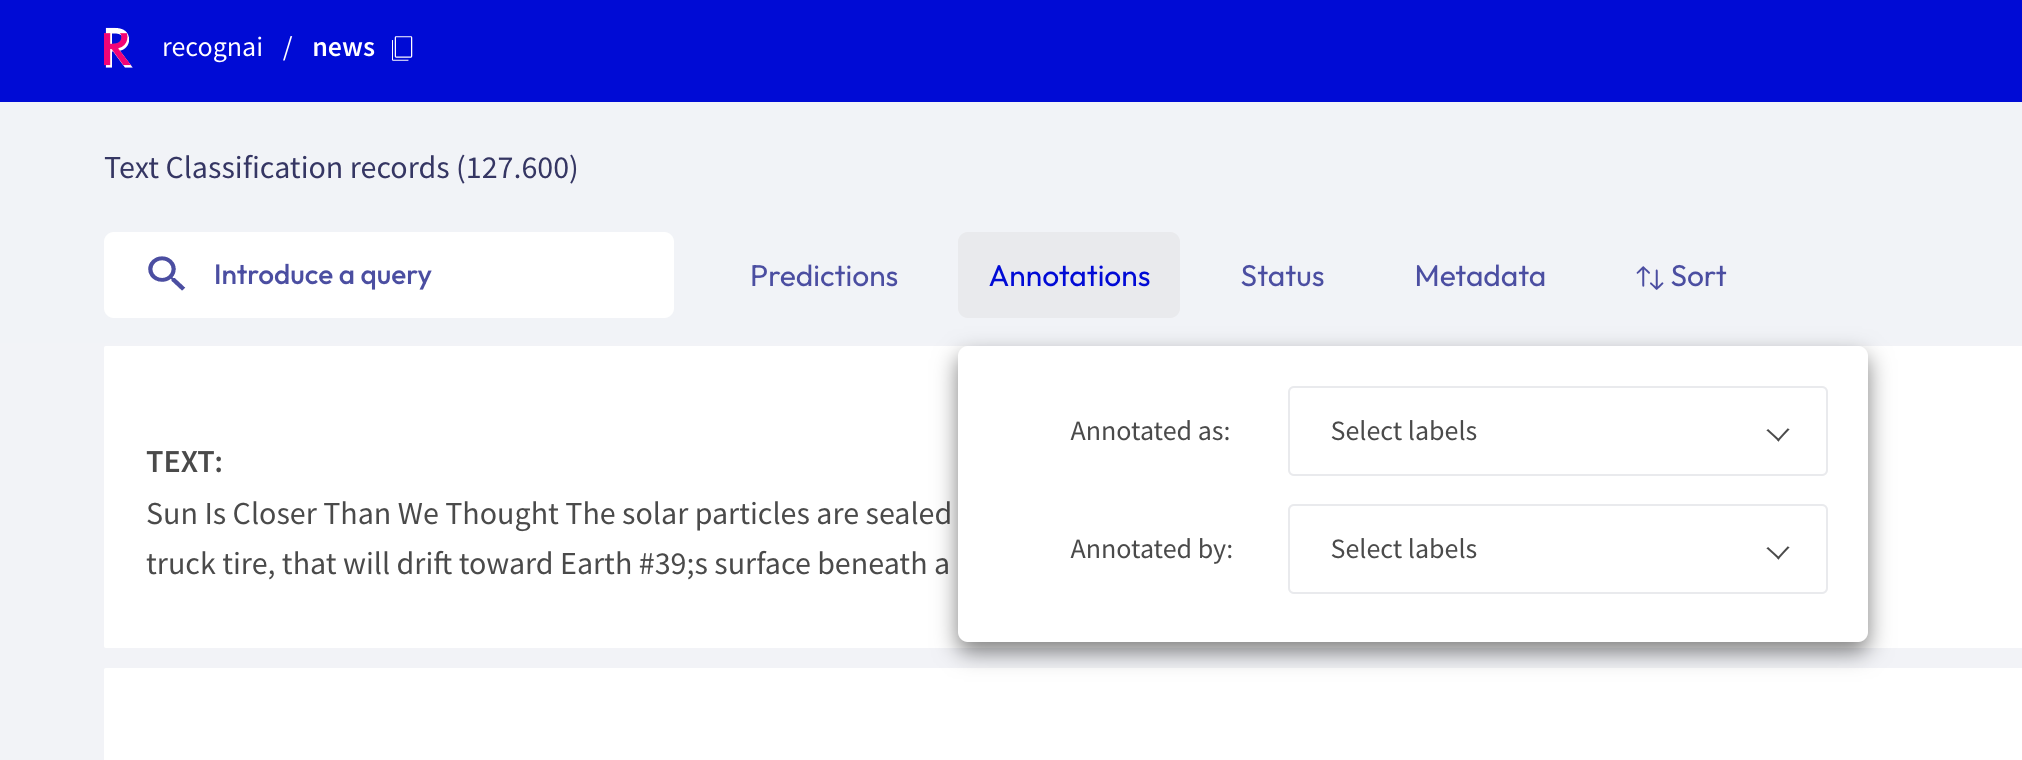 R recognai / news
Text Classification records (127.600)
Introduce a query Predictions Annotations Status Metadata Sort
Annotated as: Select labels
TEXT:
Sun Is Closer Than We Thought The solar particles are sealed
Annotated by: Select labels
truck tire, that will drift toward Earth #39;s surface beneath a